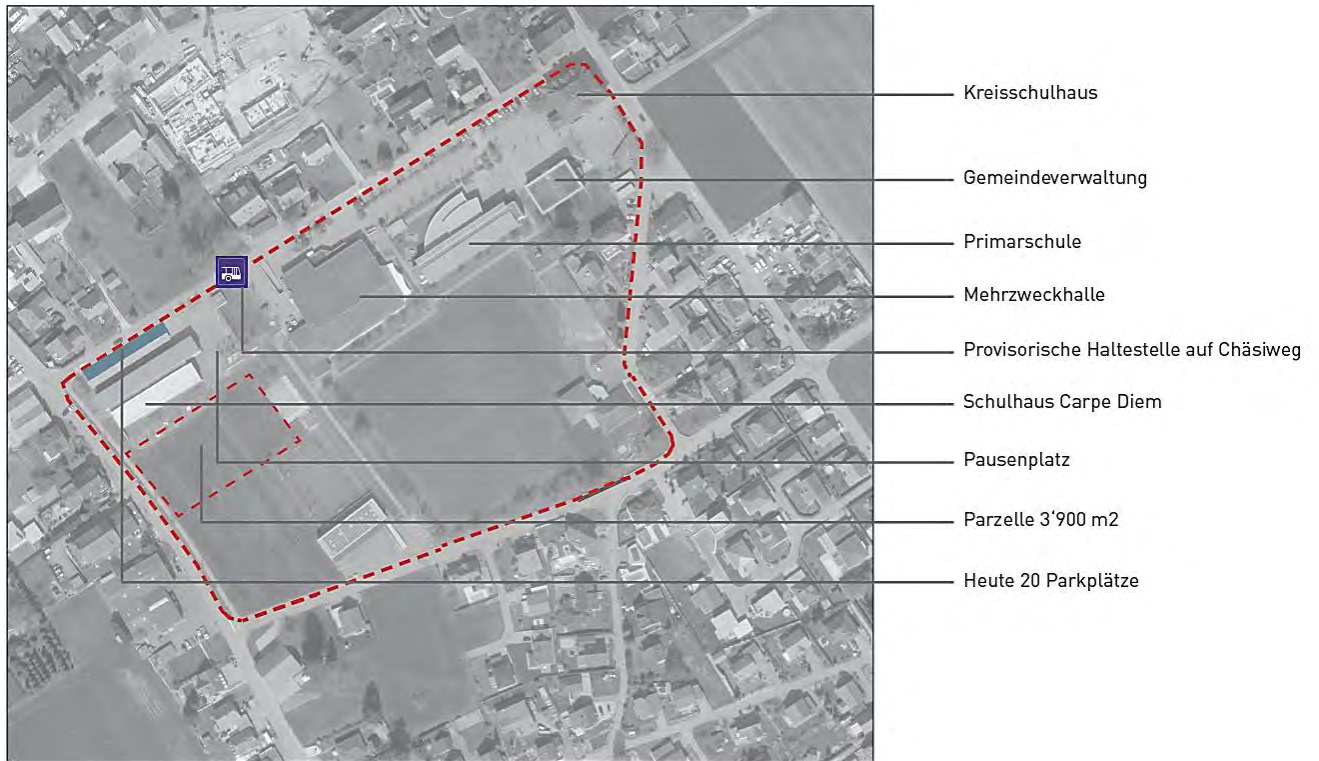 Kreisschulhaus
Gemeindeverwaltung
Primarschule
Mehrzweckhalle
Provisorische Haltestelle auf Chäsiweg
Schulhaus Carpe Diem
Pausenplatz
Parzelle 3‘900 m2
Heute 20 Parkplätze